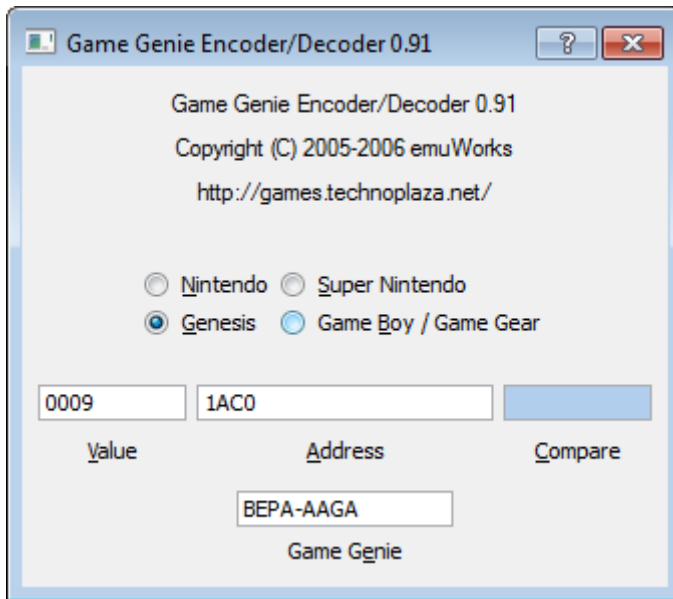 Game Genie Encoder/Decoder 0.91
Game Genie Encoder/Decoder 0.91
Copyright (C) 2005-2006 emuWorks
http://games.technoplaza.net/
Nintendo Super Nintendo
Genesis Game Boy / Game Gear
0009 1AC0
Value Address Compare
BEPA-AAGA
Game Genie